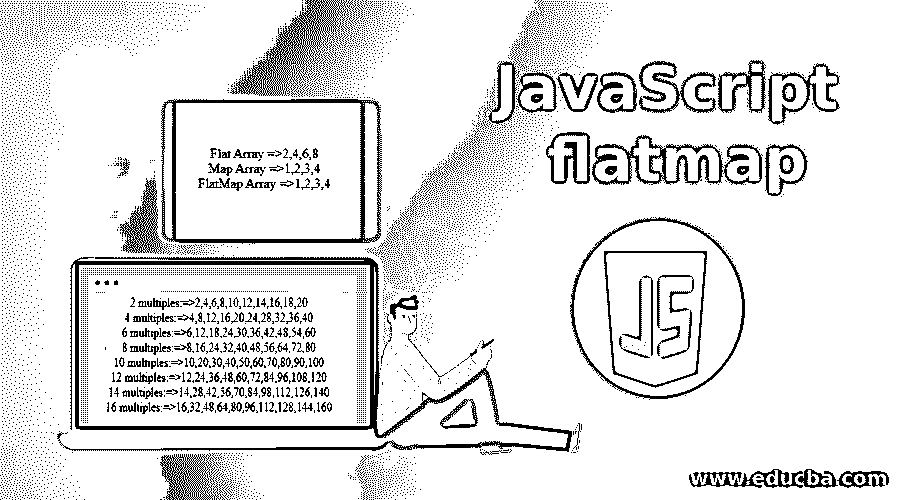 JavaScript
flatmap
Flat Array =>2,4,6,8
Map Array =>1,2,3,4
FlatMap Array =>1,2,3,4
2 multiples:=>2,4,6,8,10,12,14,16,18,20
4 multiples:=>4,8,12,16,20,24,28,32,36,40
6 multiples:=>6,12,18,24,30,36,42,48,54,60
8 multiples:=>8,16,24,32,40,48,56,64,72,80
10 multiples:=>10,20,30,40,50,60,70,80,90,100
12 multiples:=>12,24,36,48,60,72,84,96,108,120
14 multiples:=>14,28,42,56,70,84,98,112,126,140
16 multiples:=>16,32,48,64,80,96,112,128,144,160
JS
www.educba.com